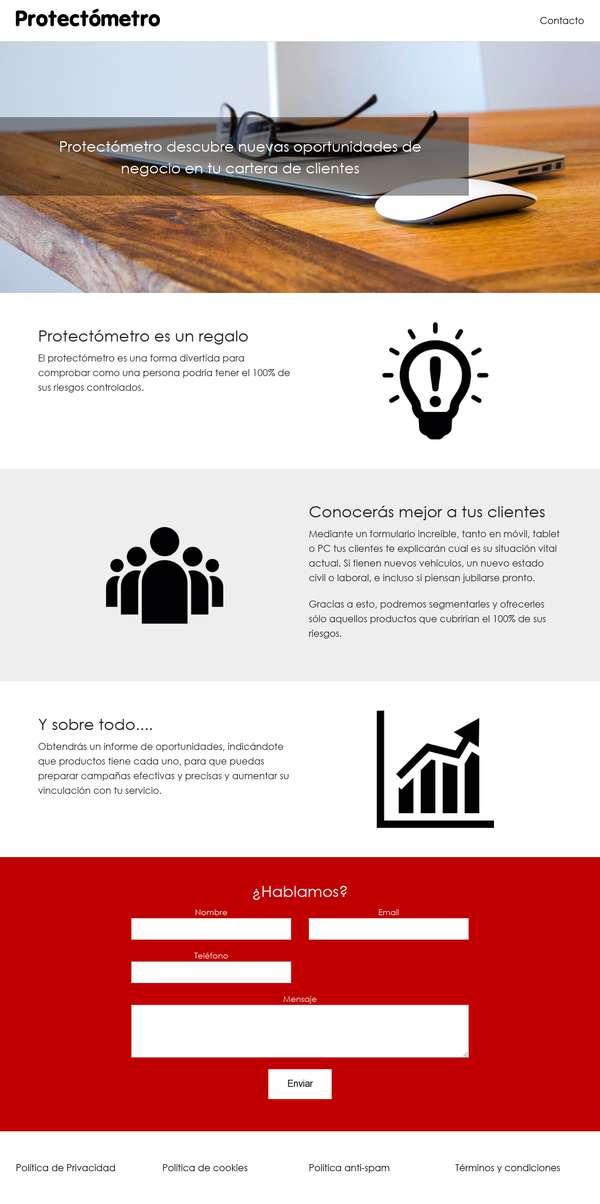 Protectómetro
Contacto
Protectómetro descubre nuevas oportunidades de
negocio en tu cartera de clientes
Protectómetro es un regalo
El protectómetro es una forma divertida para
comprobar como una persona podría tener el 100% de
sus riesgos controlados.
Conocerás mejor a tus clientes
Mediante un formulario increíble, tanto en móvil, tablet
o PC tus clientes te explicarán cual es su situación vital
actual. Si tienen nuevos vehículos, un nuevo estado
civil o laboral, e incluso si piensan jubilarse pronto.
Gracias a esto, podremos segmentarles y ofrecerles
sólo aquellos productos que cubrirían el 100% de sus
riesgos.
Y sobre todo....
Obtendrás un informe de oportunidades, indicándote
que productos tiene cada uno, para que puedas
preparar campañas efectivas y precisas y aumentar su
vinculación con tu servicio.
¿Hablamos?
Nombre
Email
Teléfono
Mensaje
Enviar
Política de Privacidad
Política de cookies
Política anti-spam
Términos y condiciones